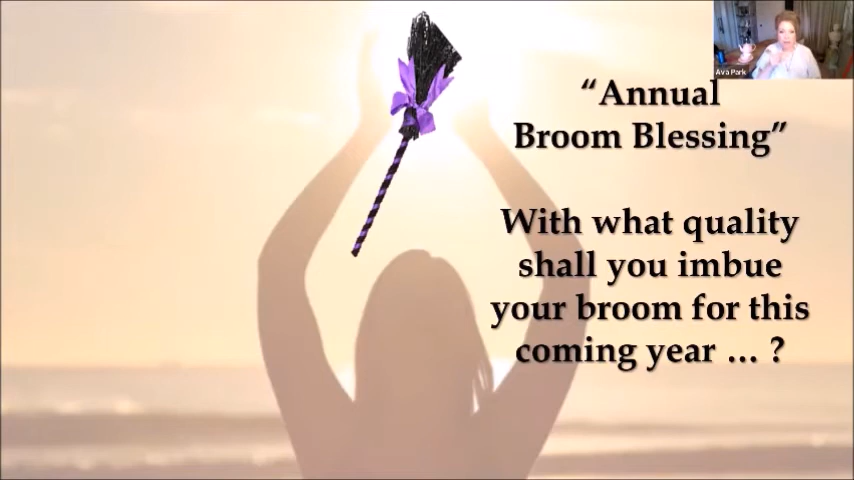 Ava Park
“Annual
Broom Blessing”
With what quality
shall you imbue
your broom for this
coming year … ?